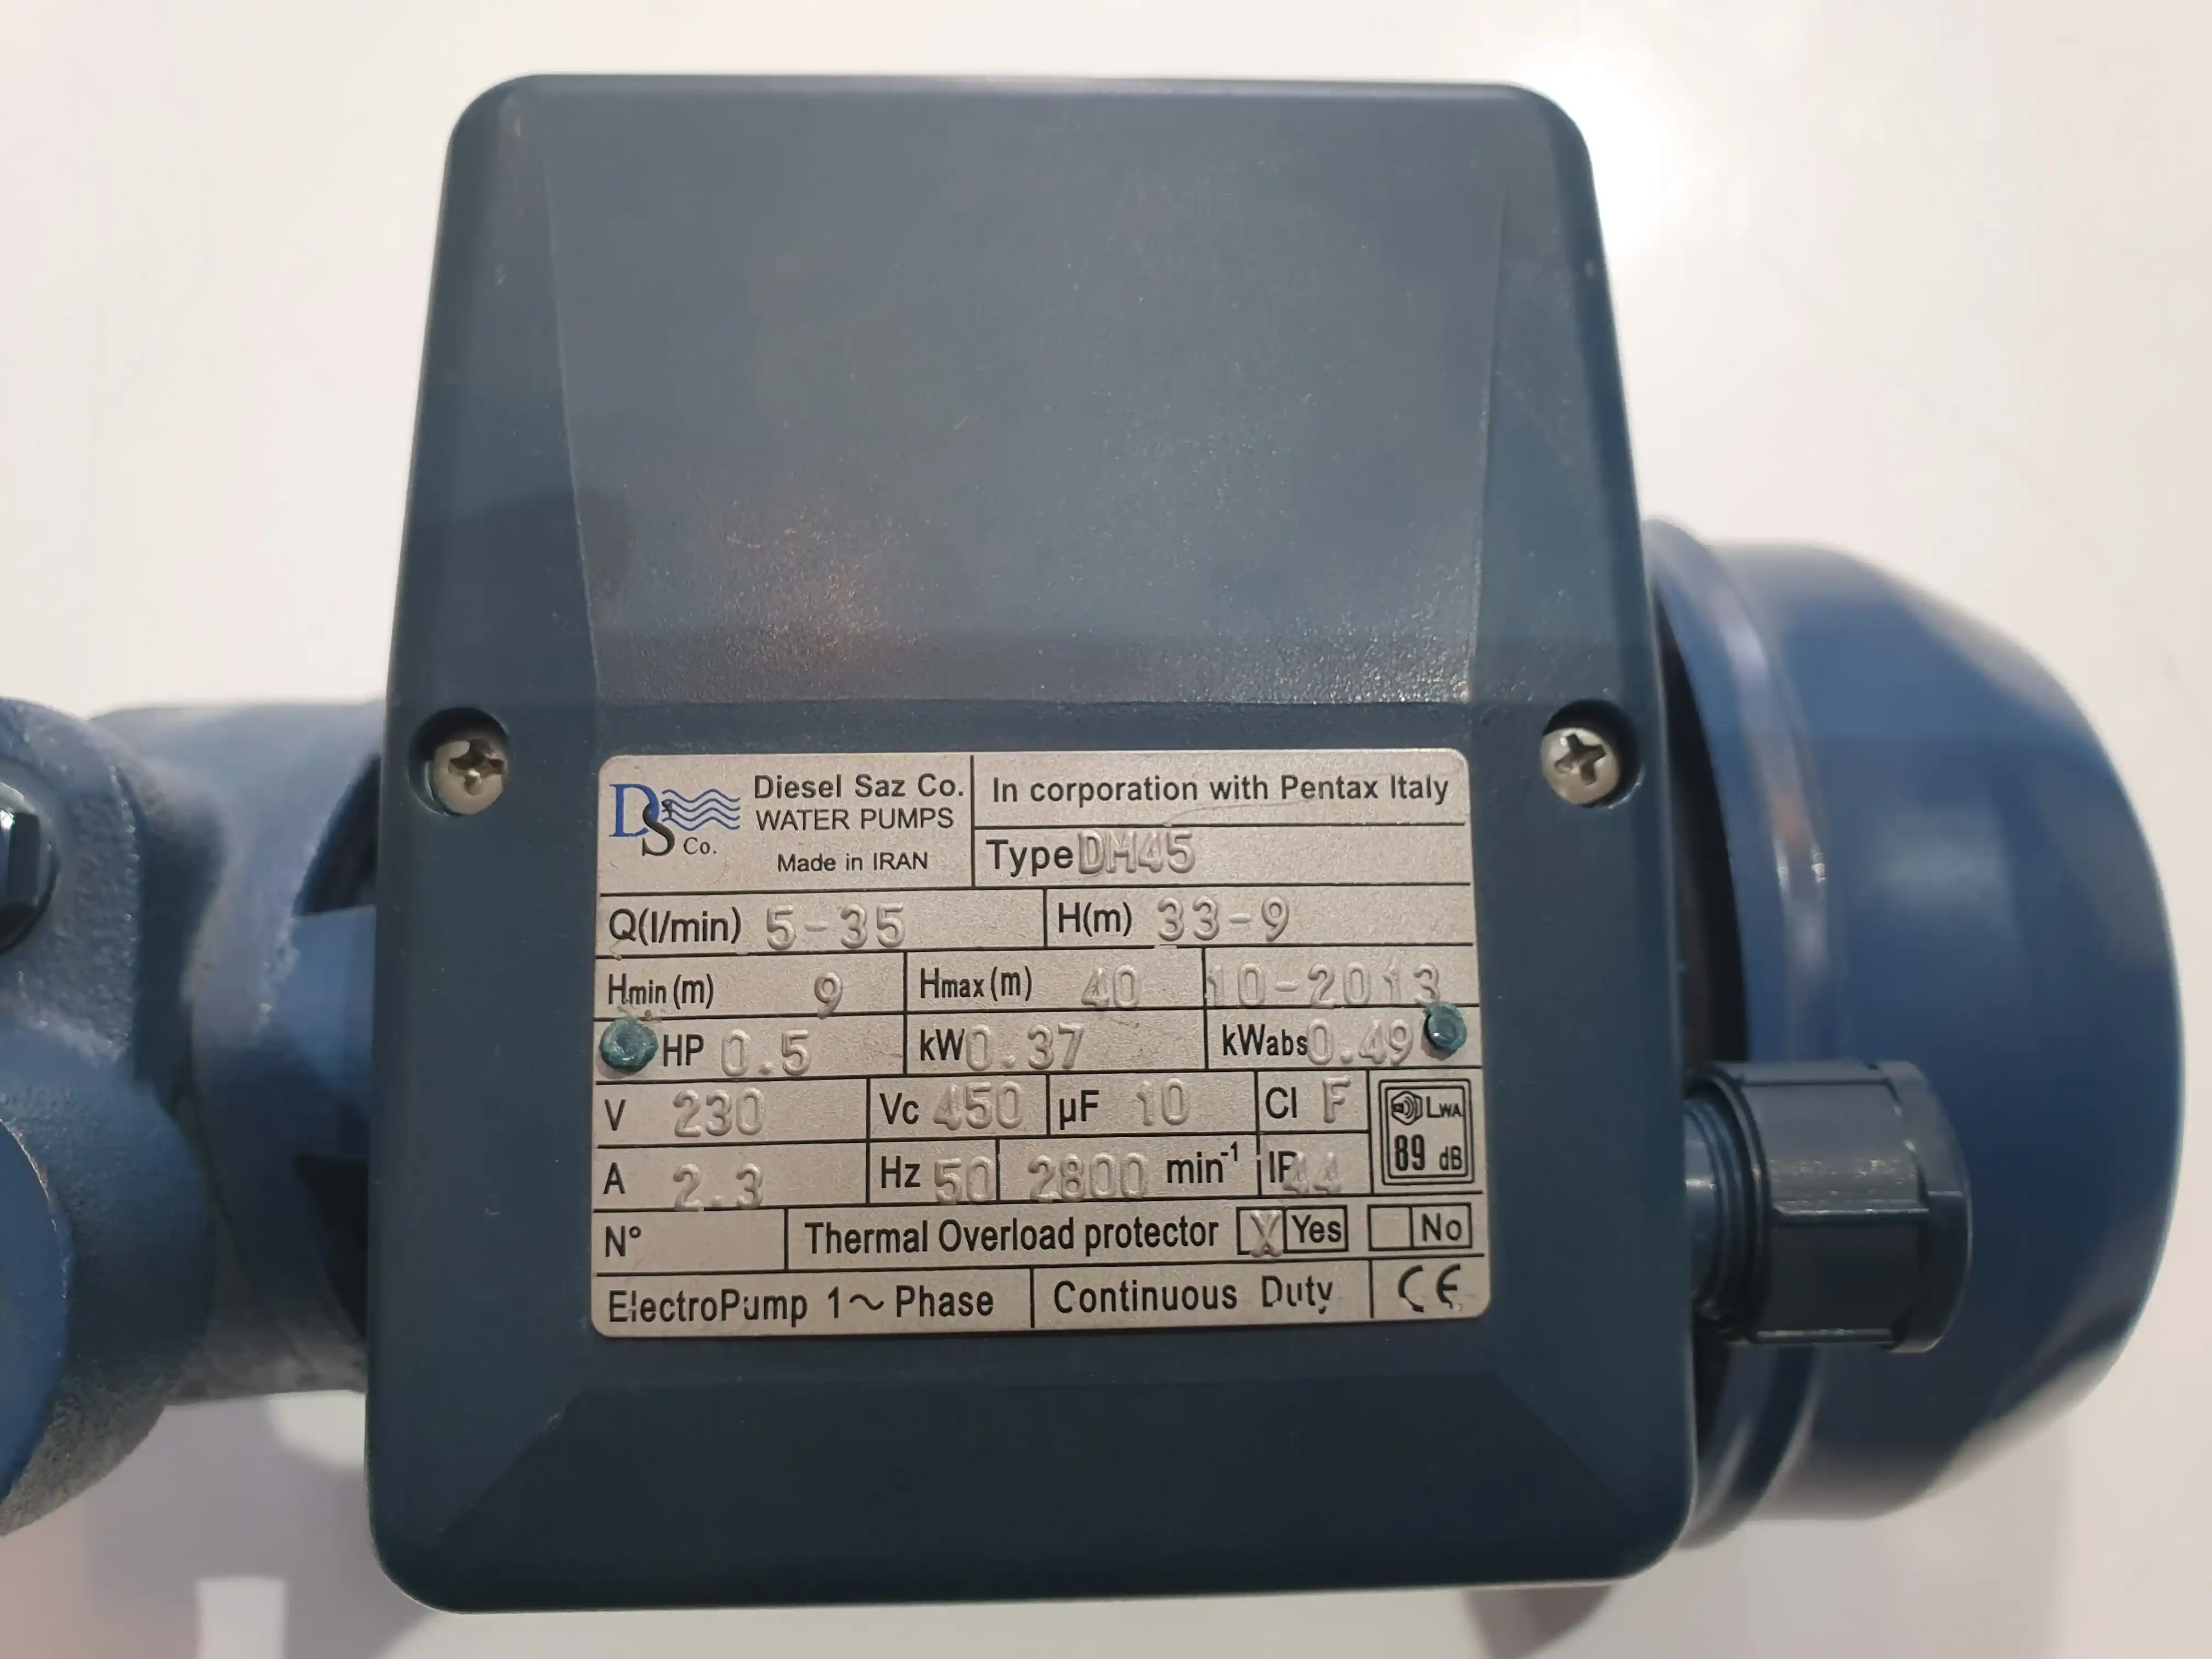 DS Co.
Diesel Saz Co.
WATER PUMPS
Made in IRAN
In corporation with Pentax Italy
Type DM45
Q(l/min) 5-35 H(m) 33-9
Hmin(m) 9 Hmax(m) 40 10-2013
HP 0.5 kW 0.37 kWabs 0.49
V 230 Vc 450 µF 10 Cl F LWA
89 dB
A 2.3 Hz 50 2800 min-1 IP44
N° Thermal Overload protector X Yes No
ElectroPump 1~ Phase Continuous Duty CE